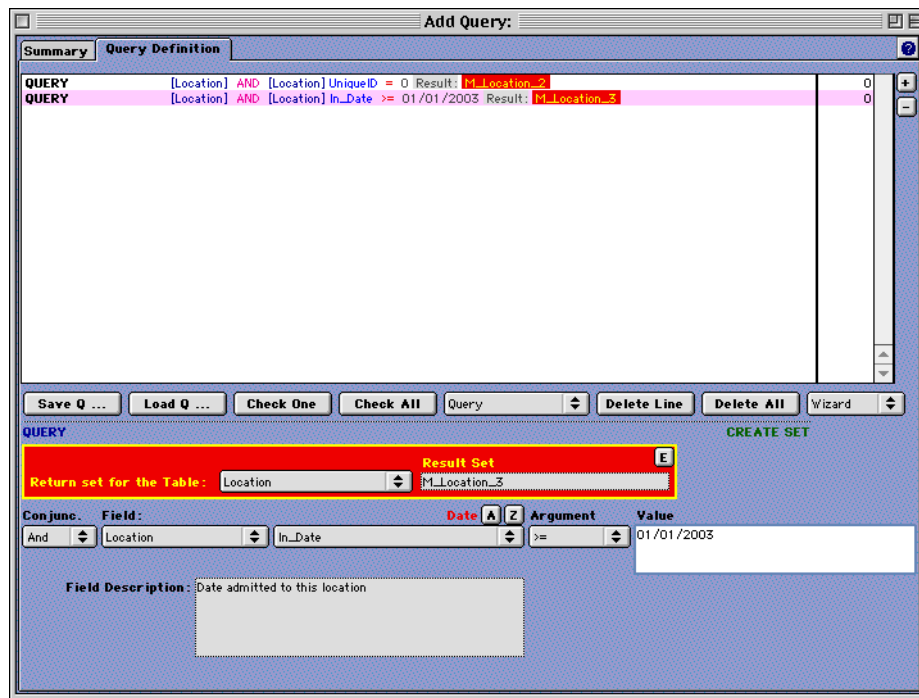 Add Query:
Summary Query Definition ?
QUERY [Location] AND [Location] UniqueID = 0 Result: M_Location_2 0 +
QUERY [Location] AND [Location] In_Date >= 01/01/2003 Result: M_Location_3 0
−
Save Q ... Load Q ... Check One Check All Query Delete Line Delete All Wizard
QUERY CREATE SET
Result Set E
Return set for the Table: Location M_Location_3
Conjunc. Field: Date A Z Argument Value
And Location In_Date >= 01/01/2003
Field Description: Date admitted to this location